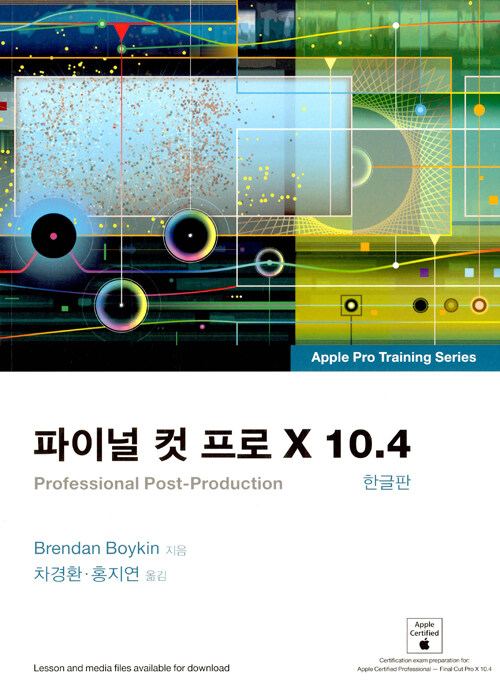 Apple Pro Training Series
파이널 컷 프로 X 10.4
Professional Post-Production
한글판
Brendan Boykin 지음
차경환·홍지연 옮김
Apple
Certified
Certification exam preparation for:
Lesson and media files available for download
Apple Certified Professional — Final Cut Pro X 10.4